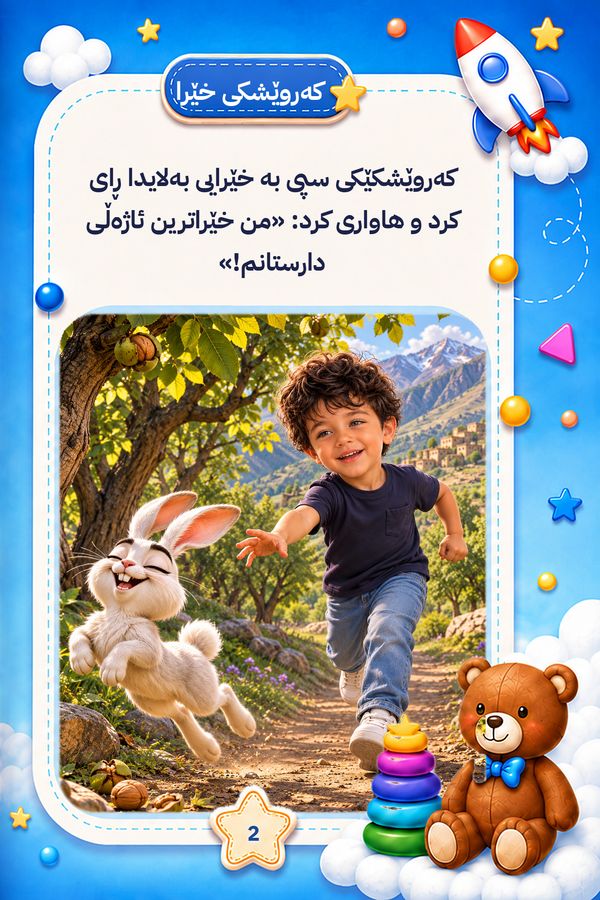 کەروێشکی خێرا
کەروێشکێکی سپی بە خێرایی بەلایدا ڕای
کرد و هاواری کرد: «من خێراترین ئاژەڵی
دارستانم!»
2